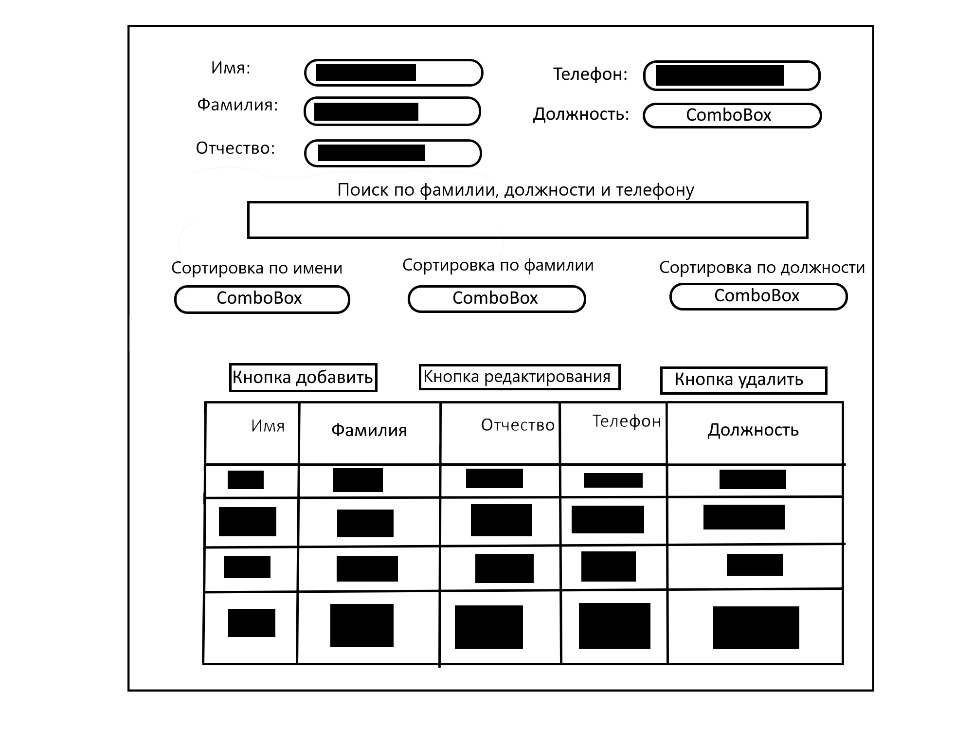 Имя:
Телефон:
Фамилия:
Должность:
ComboBox
Отчество:
Поиск по фамилии, должности и телефону
Сортировка по имени
Сортировка по фамилии
Сортировка по должности
ComboBox
ComboBox
ComboBox
Кнопка добавить
Кнопка редактирования
Кнопка удалить
Имя
Фамилия
Отчество
Телефон
Должность